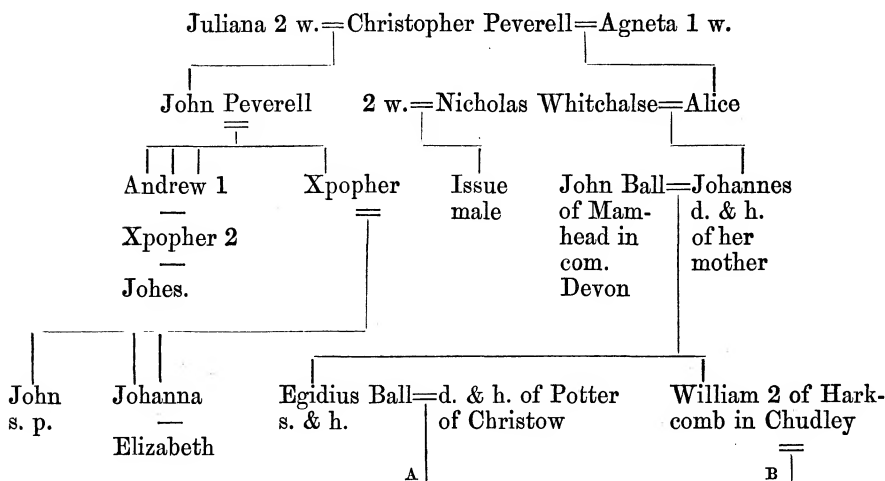 Juliana 2 w.=Christopher Peverell=Agneta 1 w.
John Peverell 2 w.=Nicholas Whitchalse=Alice
Andrew 1 Xpopher Issue male John Ball=Johannes
of Mam- d. & h.
Xpopher 2 head in of her
com. mother
Johes. Devon
John Johanna Egidius Ball=d. & h. of Potter William 2 of Hark-
s. p. s. & h. of Christow comb in Chudley
Elizabeth
A B